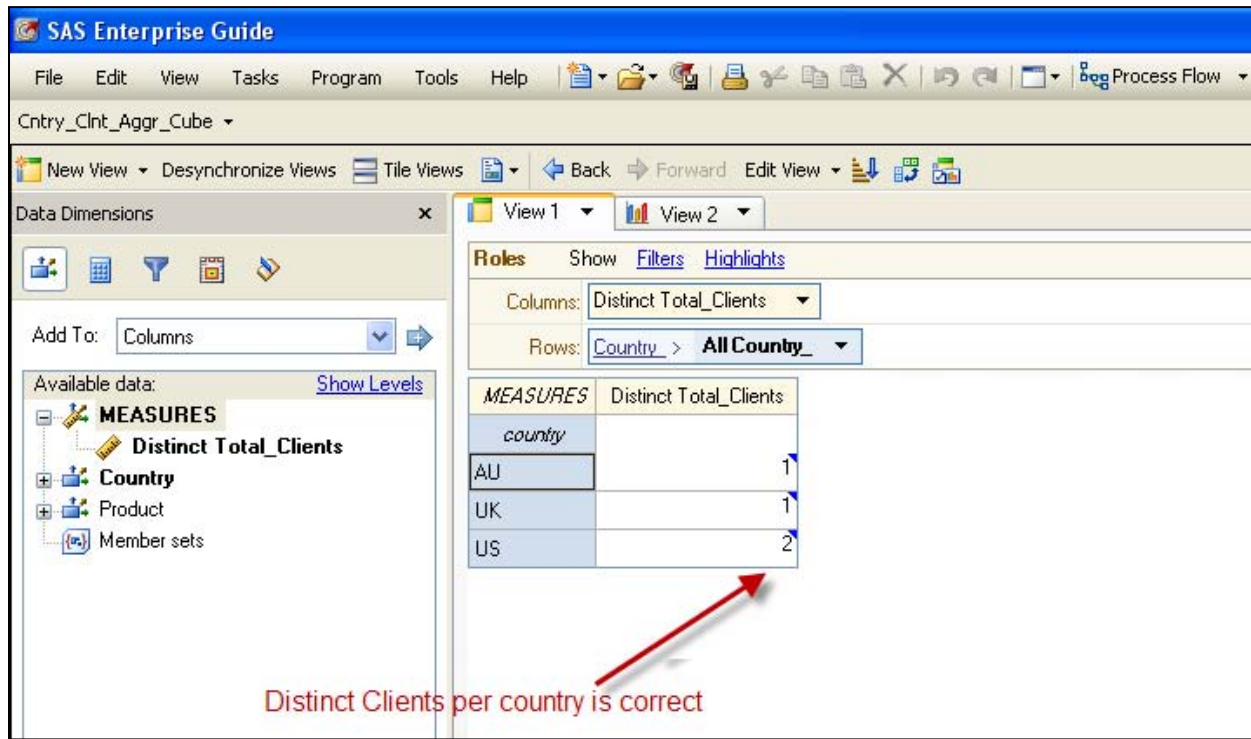 SAS Enterprise Guide
File Edit View Tasks Program Tools Help Process Flow
Cntry_Clnt_Aggr_Cube
New View Desynchronize Views Tile Views Back Forward Edit View
Data Dimensions x View 1 View 2
Roles Show Filters Highlights
Columns: Distinct Total_Clients
Add To: Columns
Rows: Country_ > All Country_
Available data: Show Levels
MEASURES
Distinct Total_Clients
Country
Product
Member sets
MEASURES Distinct Total_Clients
country
AU 1
UK 1
US 2
Distinct Clients per country is correct